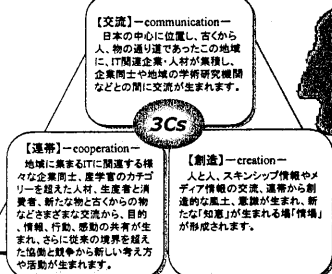 【交流】－communication－
日本の中心に位置し、古くから
人、物の通り道であったこの地域
に、IT関連企業・人材が集積し、
企業同士や地域の学術研究機関
などとの間に交流が生まれます。
3Cs
【連帯】－cooperation－
地域に集まるITに関連する様
々な企業同士、産学官のカテゴ
リーを超えた人材、生産者と消
費者、新たな物と古くからの物
などさまざまな交流から、目的
、情報、行動、感動の共有が生
まれ、さらに従来の境界を超え
た協働と競争から新しい考え方
や活動が生まれます。
【創造】－creation－
人と人、スキンシップ情報やメ
ディア情報の交流、連帯から創
造的な風土、意識が生まれ、新
たな「知恵」が生まれる場「情場」
が形成されます。